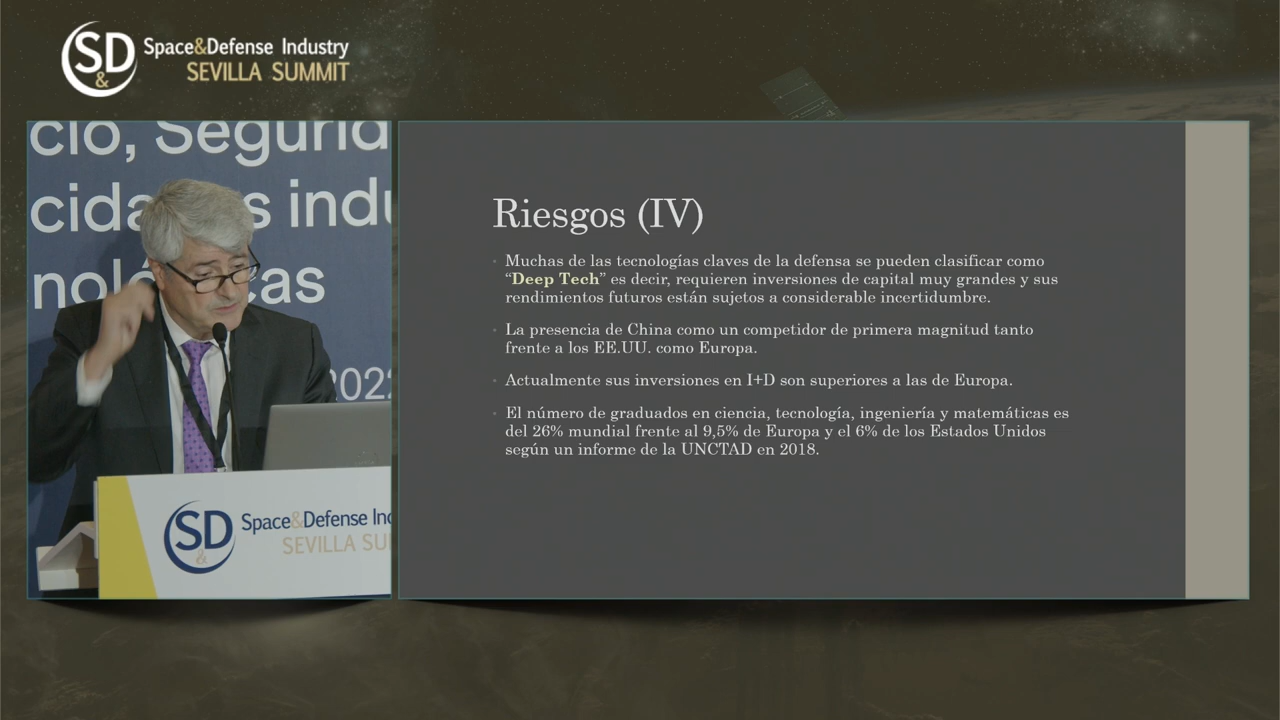 SD
&
Space&Defense Industry
SEVILLA SUMMIT
cio, Segurid
cida s indu
noló cas
2022
SD
&
Space&Defense Ind
SEVILLA SU
Riesgos (IV)
Muchas de las tecnologías claves de la defensa se pueden clasificar como
“Deep Tech” es decir, requieren inversiones de capital muy grandes y sus
rendimientos futuros están sujetos a considerable incertidumbre.
La presencia de China como un competidor de primera magnitud tanto
frente a los EE.UU. como Europa.
Actualmente sus inversiones en I+D son superiores a las de Europa.
El número de graduados en ciencia, tecnología, ingeniería y matemáticas es
del 26% mundial frente al 9,5% de Europa y el 6% de los Estados Unidos
según un informe de la UNCTAD en 2018.